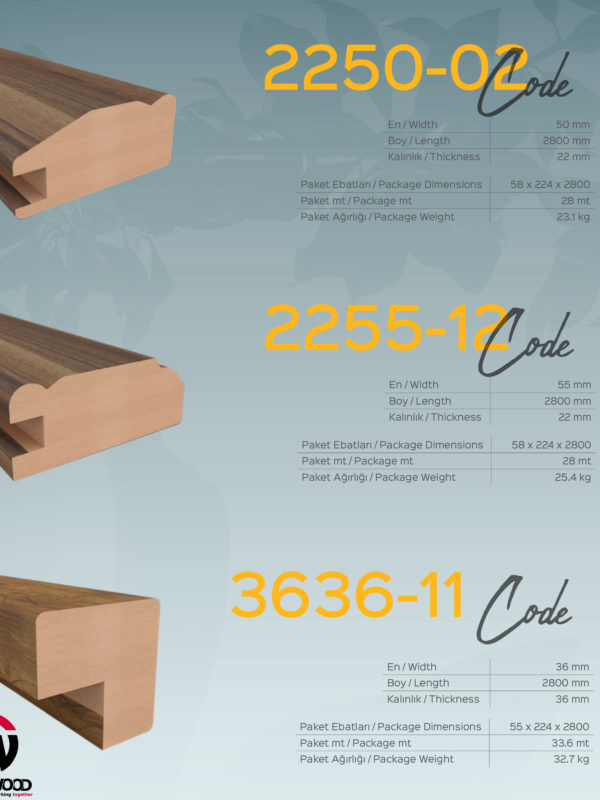 2250-02 Code
En / Width 50 mm
Boy / Length 2800 mm
Kalınlık / Thickness 22 mm
Paket Ebatları / Package Dimensions 58 x 224 x 2800
Paket mt / Package mt 28 mt
Paket Ağırlığı / Package Weight 23.1 kg
2255-12 Code
En / Width 55 mm
Boy / Length 2800 mm
Kalınlık / Thickness 22 mm
Paket Ebatları / Package Dimensions 58 x 224 x 2800
Paket mt / Package mt 28 mt
Paket Ağırlığı / Package Weight 25.4 kg
3636-11 Code
En / Width 36 mm
Boy / Length 2800 mm
Kalınlık / Thickness 36 mm
Paket Ebatları / Package Dimensions 55 x 224 x 2800
Paket mt / Package mt 33.6 mt
Paket Ağırlığı / Package Weight 32.7 kg
together